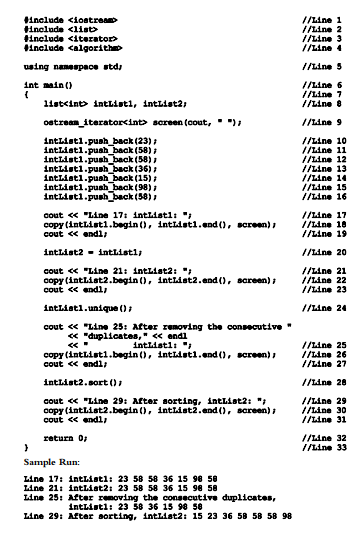 #include <iostream> //Line 1
#include <list> //Line 2
#include <iterator> //Line 3
#include <algorithm> //Line 4
using namespace std; //Line 5
int main() //Line 6
{ //Line 7
list<int> intList1, intList2; //Line 8
ostream_iterator<int> screen(cout, " "); //Line 9
intList1.push_back(23); //Line 10
intList1.push_back(58); //Line 11
intList1.push_back(58); //Line 12
intList1.push_back(36); //Line 13
intList1.push_back(15); //Line 14
intList1.push_back(98); //Line 15
intList1.push_back(58); //Line 16
cout << "Line 17: intList1: "; //Line 17
copy(intList1.begin(), intList1.end(), screen); //Line 18
cout << endl; //Line 19
intList2 = intList1; //Line 20
cout << "Line 21: intList2: "; //Line 21
copy(intList2.begin(), intList2.end(), screen); //Line 22
cout << endl; //Line 23
intList1.unique(); //Line 24
cout << "Line 25: After removing the consecutive "
<< "duplicates," << endl
<< " intList1: "; //Line 25
copy(intList1.begin(), intList1.end(), screen); //Line 26
cout << endl; //Line 27
intList2.sort(); //Line 28
cout << "Line 29: After sorting, intList2: "; //Line 29
copy(intList2.begin(), intList2.end(), screen); //Line 30
cout << endl; //Line 31
return 0; //Line 32
} //Line 33
Sample Run:
Line 17: intList1: 23 58 58 36 15 98 58
Line 21: intList2: 23 58 58 36 15 98 58
Line 25: After removing the consecutive duplicates,
intList1: 23 58 36 15 98 58
Line 29: After sorting, intList2: 15 23 36 58 58 58 98